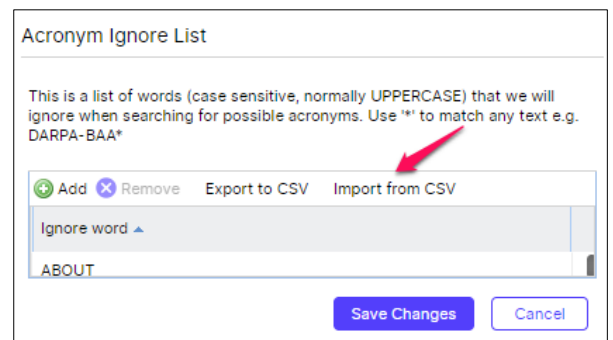 Acronym Ignore List
This is a list of words (case sensitive, normally UPPERCASE) that we will
ignore when searching for possible acronyms. Use '*' to match any text e.g.
DARPA-BAA*
Add Remove Export to CSV Import from CSV
Ignore word
ABOUT
Save Changes Cancel